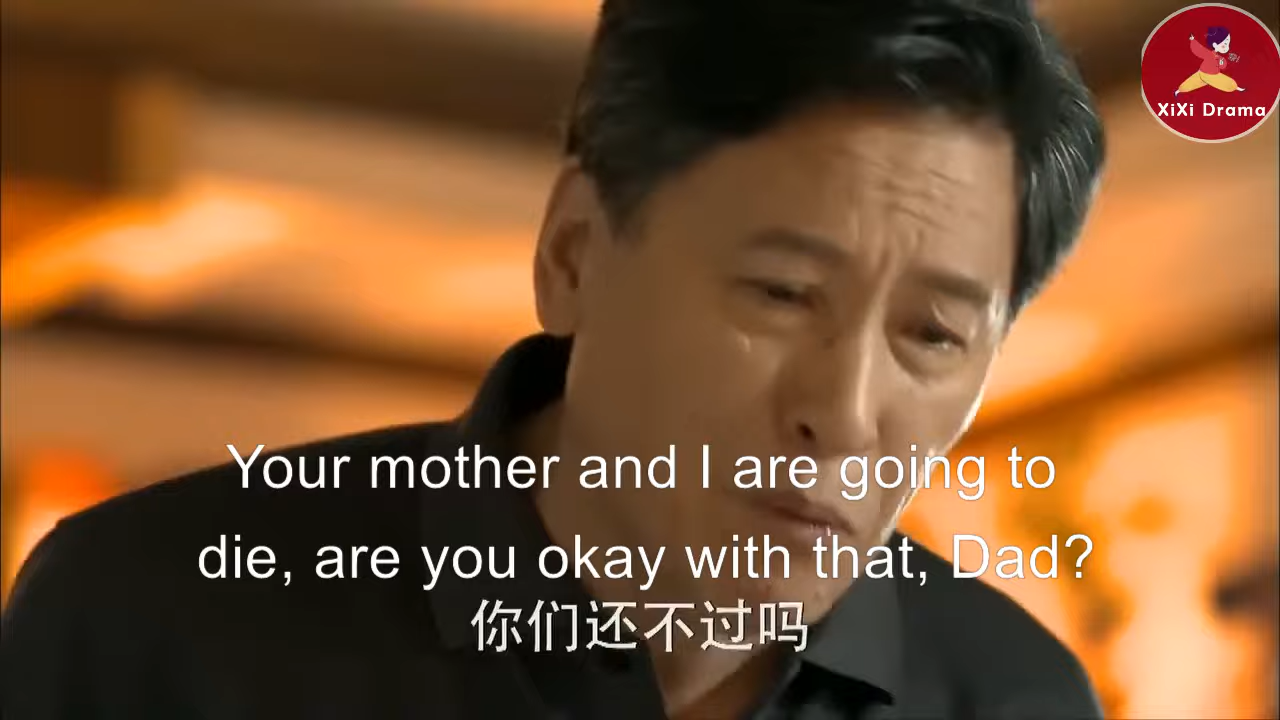 XiXi Drama
Your mother and I are going to
die, are you okay with that, Dad?
你们还不过吗